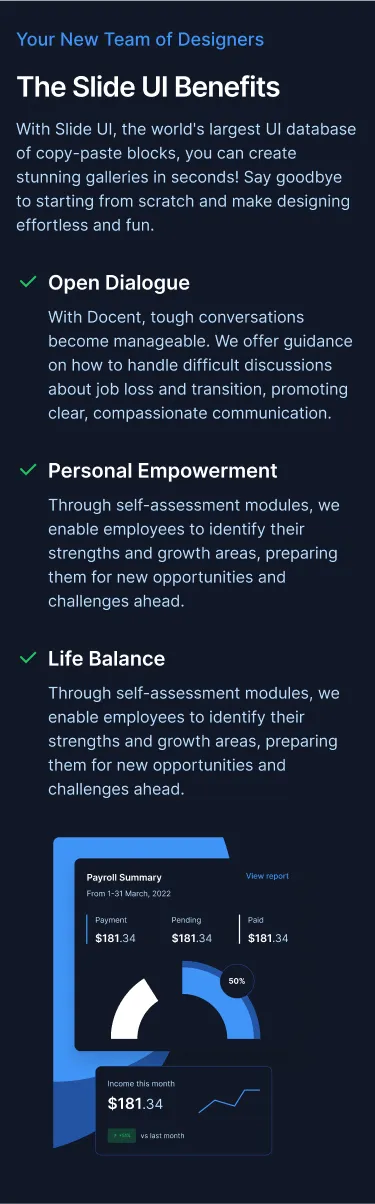 Your New Team of Designers
The Slide UI Benefits
With Slide UI, the world's largest UI database
of copy-paste blocks, you can create
stunning galleries in seconds! Say goodbye
to starting from scratch and make designing
effortless and fun.
Open Dialogue
With Docent, tough conversations
become manageable. We offer guidance
on how to handle difficult discussions
about job loss and transition, promoting
clear, compassionate communication.
Personal Empowerment
Through self-assessment modules, we
enable employees to identify their
strengths and growth areas, preparing
them for new opportunities and
challenges ahead.
Life Balance
Through self-assessment modules, we
enable employees to identify their
strengths and growth areas, preparing
them for new opportunities and
challenges ahead.
Payroll Summary View report
From 1-31 March, 2022
Payment Pending Paid
$181.34 $181.34 $181.34
50%
Income this month
$181.34
vs last month